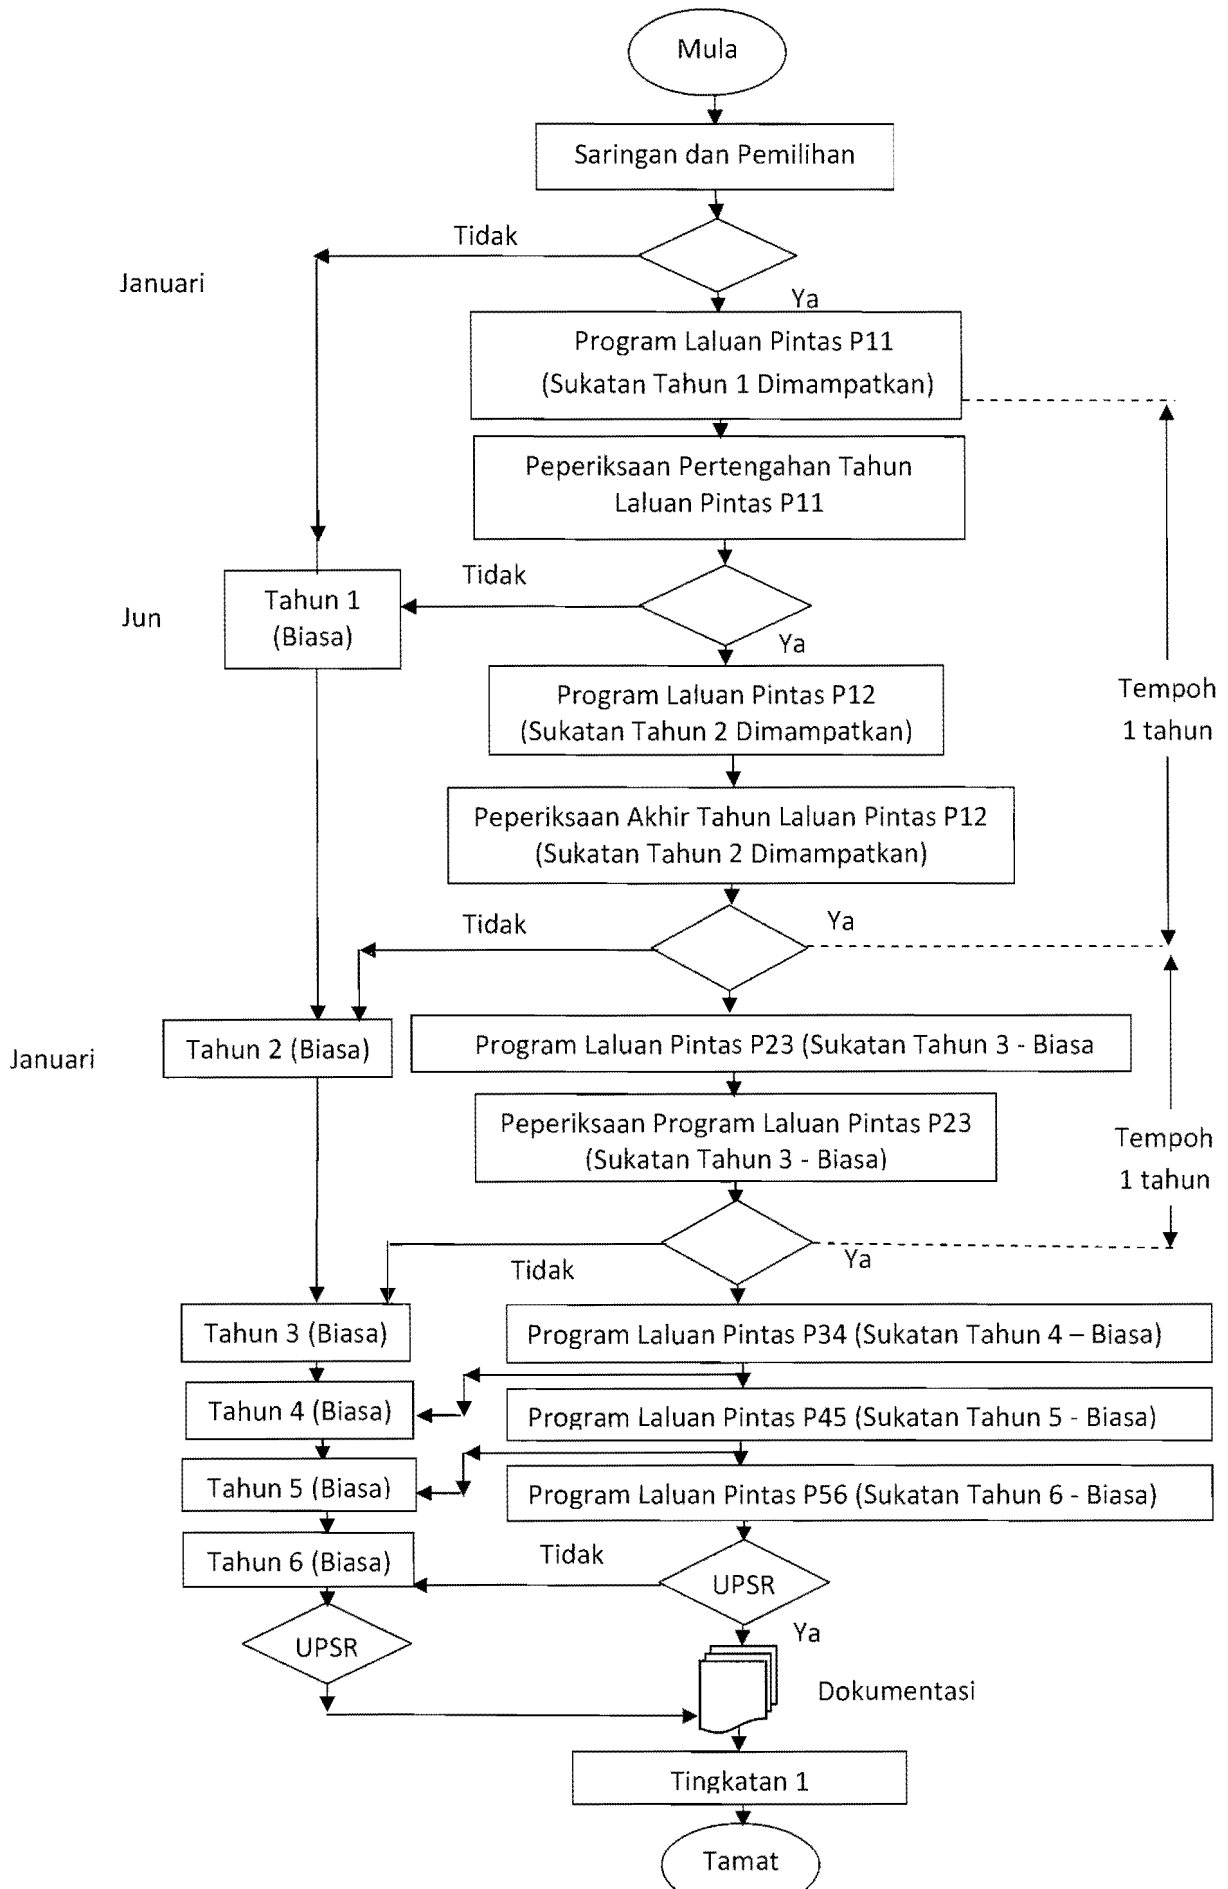 Mula
Saringan dan Pemilihan
Tidak
Januari
Ya
Program Laluan Pintas P11
(Sukatan Tahun 1 Dimampatkan)
Peperiksaan Pertengahan Tahun
Laluan Pintas P11
Tidak
Tahun 1
(Biasa)
Jun
Ya
Program Laluan Pintas P12
(Sukatan Tahun 2 Dimampatkan)
Tempoh
1 tahun
Peperiksaan Akhir Tahun Laluan Pintas P12
(Sukatan Tahun 2 Dimampatkan)
Tidak
Ya
Januari
Tahun 2 (Biasa)
Program Laluan Pintas P23 (Sukatan Tahun 3 - Biasa
Peperiksaan Program Laluan Pintas P23
(Sukatan Tahun 3 - Biasa)
Tempoh
1 tahun
Tidak
Ya
Tahun 3 (Biasa)
Program Laluan Pintas P34 (Sukatan Tahun 4 – Biasa)
Tahun 4 (Biasa)
Program Laluan Pintas P45 (Sukatan Tahun 5 - Biasa)
Tahun 5 (Biasa)
Program Laluan Pintas P56 (Sukatan Tahun 6 - Biasa)
Tahun 6 (Biasa)
Tidak
UPSR
Ya
UPSR
Dokumentasi
Tingkatan 1
Tamat